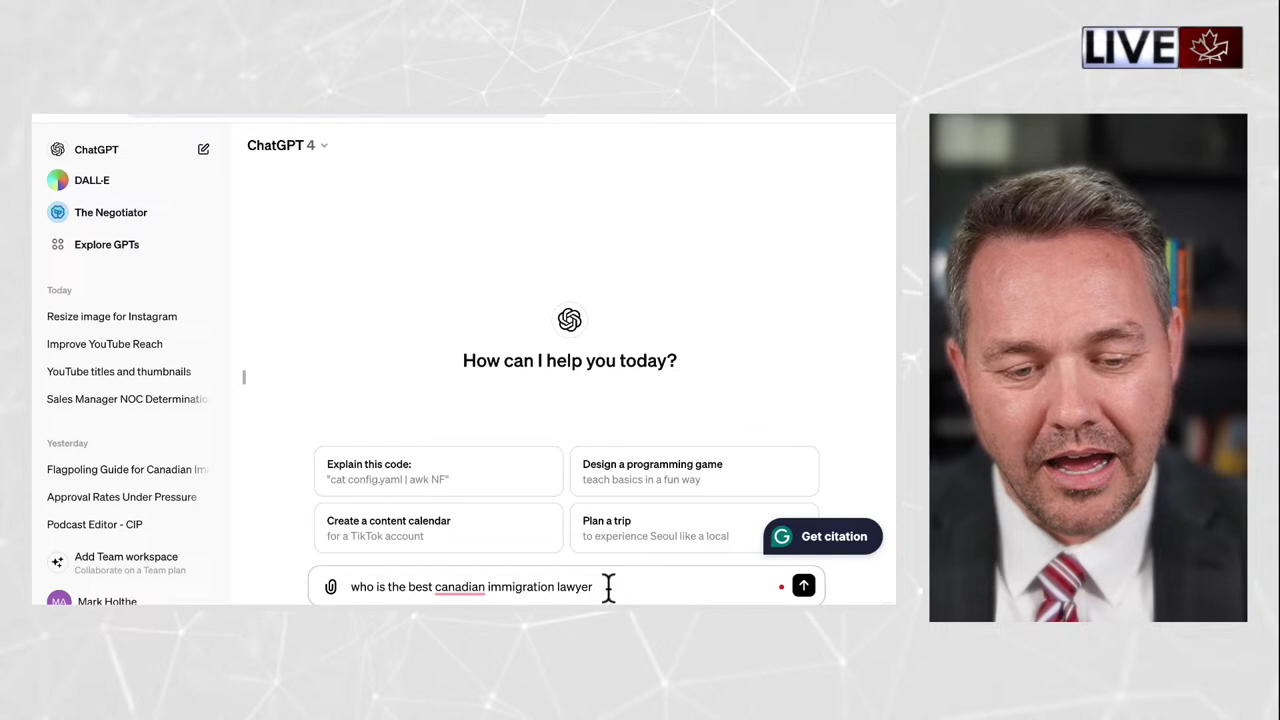 LIVE
ChatGPT
DALL·E
The Negotiator
Explore GPTs
Today
Resize image for Instagram
Improve YouTube Reach
YouTube titles and thumbnails
Sales Manager NOC Determinatio
Yesterday
Flagpoling Guide for Canadian Im
Approval Rates Under Pressure
Podcast Editor - CIP
Add Team workspace
Collaborate on a Team plan
MA
Mark Holthe
ChatGPT 4
How can I help you today?
Explain this code:
"cat config.yaml | awk NF"
Design a programming game
teach basics in a fun way
Create a content calendar
for a TikTok account
Plan a trip
to experience Seoul like a local
Get citation
who is the best canadian immigration lawyer